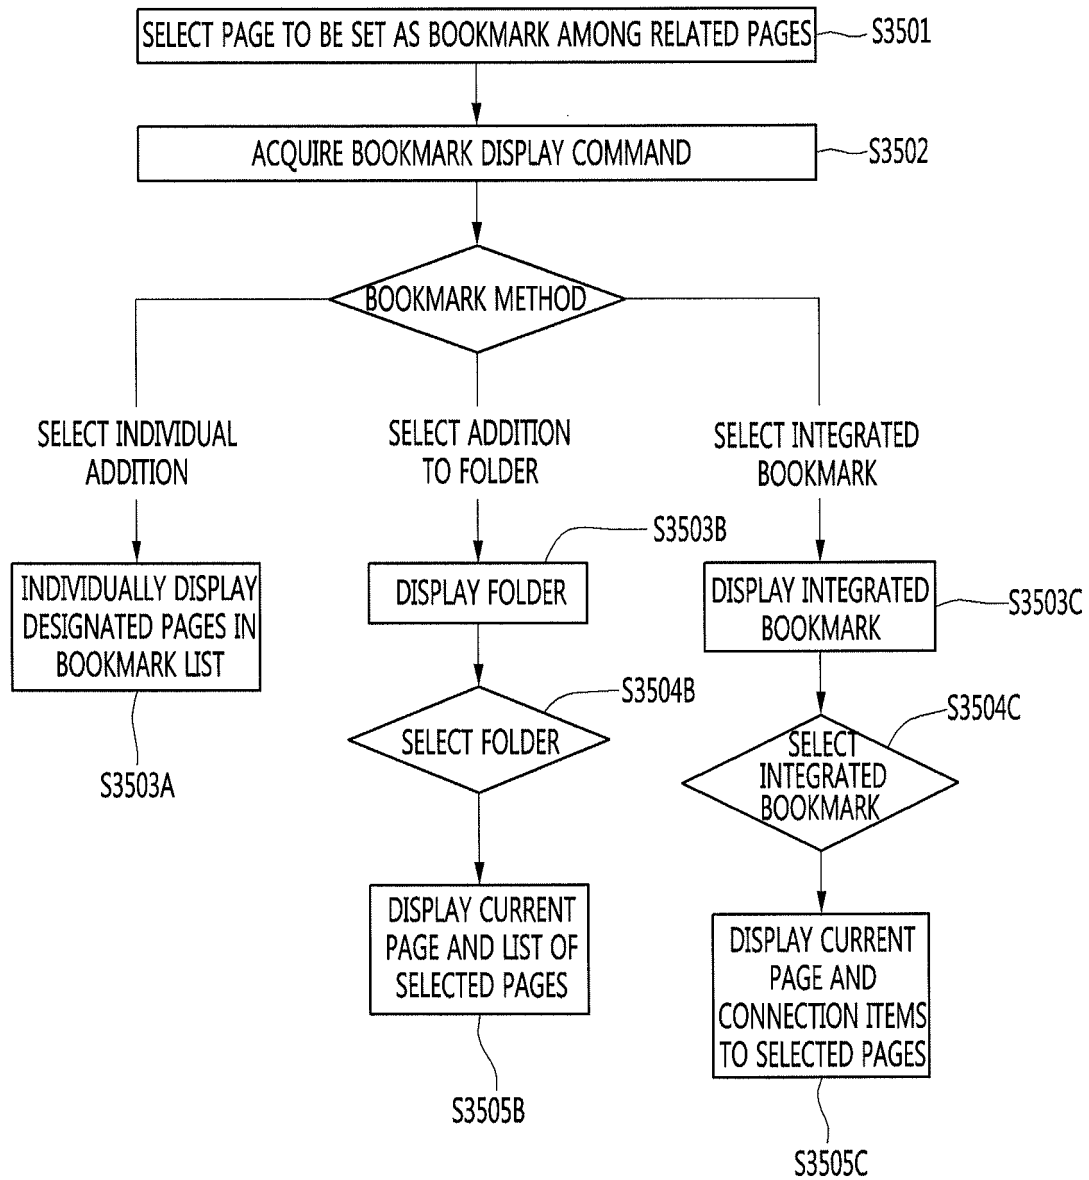 SELECT PAGE TO BE SET AS BOOKMARK AMONG RELATED PAGES
S3501
ACQUIRE BOOKMARK DISPLAY COMMAND
S3502
BOOKMARK METHOD
SELECT INDIVIDUAL
ADDITION
SELECT ADDITION
TO FOLDER
SELECT INTEGRATED
BOOKMARK
INDIVIDUALLY DISPLAY
DESIGNATED PAGES IN
BOOKMARK LIST
S3503A
S3503B
DISPLAY FOLDER
S3504B
SELECT FOLDER
DISPLAY CURRENT
PAGE AND LIST OF
SELECTED PAGES
S3505B
DISPLAY INTEGRATED
BOOKMARK
S3503C
S3504C
SELECT
INTEGRATED
BOOKMARK
DISPLAY CURRENT
PAGE AND
CONNECTION ITEMS
TO SELECTED PAGES
S3505C